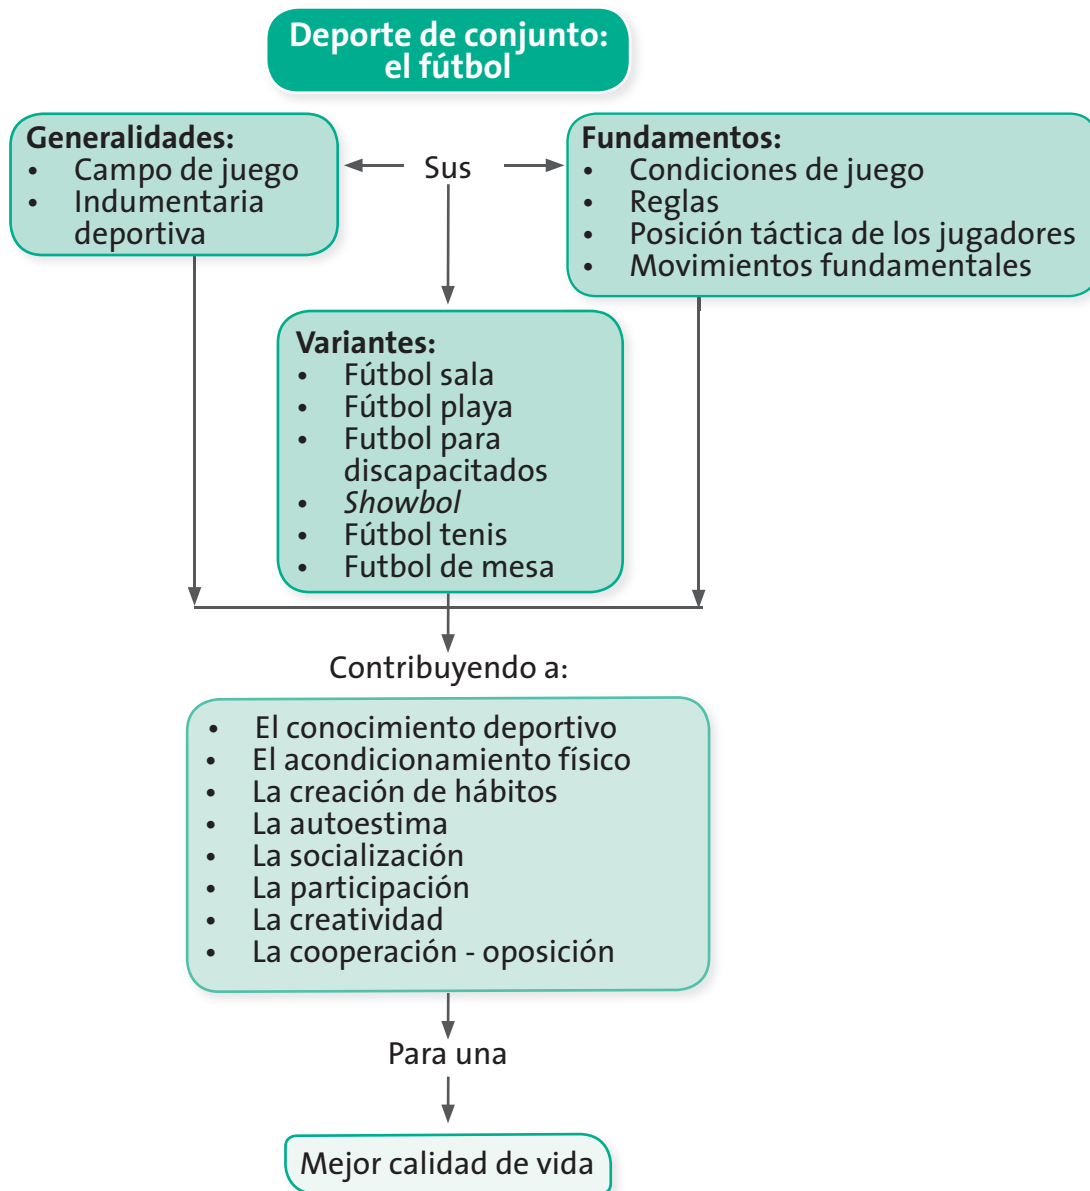 Deporte de conjunto:
el fútbol
Generalidades:
• Campo de juego
• Indumentaria
deportiva
Sus
Fundamentos:
• Condiciones de juego
• Reglas
• Posición táctica de los jugadores
• Movimientos fundamentales
Variantes:
• Fútbol sala
• Fútbol playa
• Futbol para
discapacitados
• Showbol
• Fútbol tenis
• Futbol de mesa
Contribuyendo a:
• El conocimiento deportivo
• El acondicionamiento físico
• La creación de hábitos
• La autoestima
• La socialización
• La participación
• La creatividad
• La cooperación - oposición
Para una
Mejor calidad de vida